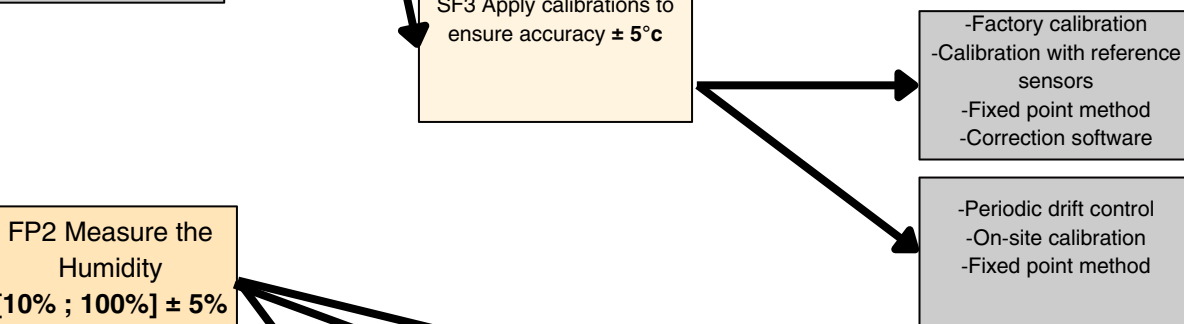 SF3 Apply calibrations to
ensure accuracy ± 5°c
-Factory calibration
-Calibration with reference
sensors
-Fixed point method
-Correction software
-Periodic drift control
-On-site calibration
-Fixed point method
FP2 Measure the
Humidity
[10% ; 100%] ± 5%